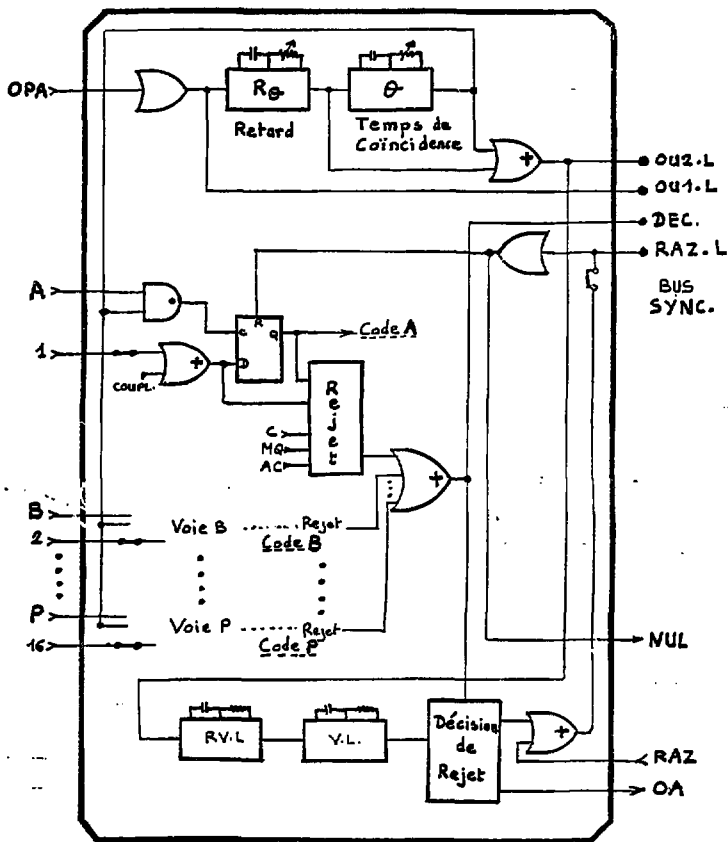 OPA
Rθ
θ
Retard
Temps de
Coïncidence
+
OU2.L
OU1.L
DEC.
RAZ.L
BUS
SYNC.
A
1
COUPL.
R
C
Q
D
Code A
Rejet
C
MQ
AC
+
+
B
2
Voie B ...... Rejet
Code B
P
16
Voie P ...... Rejet
Code P
NUL
RV.L
V.L.
Décision
de
Rejet
+
RAZ
OA